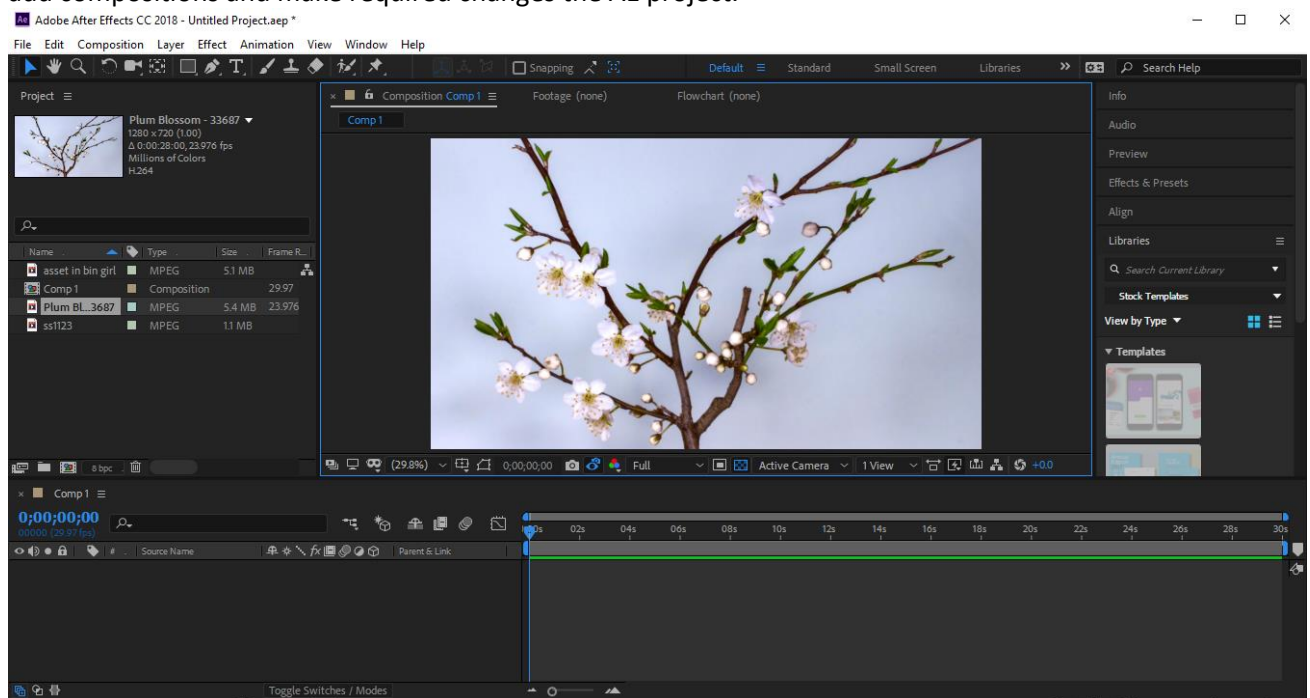 add compositions and make required changes the AE project.
Ae Adobe After Effects CC 2018 - Untitled Project.aep *
File Edit Composition Layer Effect Animation View Window Help
Snapping Default Standard Small Screen Libraries >> Search Help
Project
Plum Blossom - 33687
1280 x 720 (1.00)
Δ 0:00:28:00, 23.976 fps
Millions of Colors
H.264
Name Type Size Frame R...
asset in bin girl MPEG 5.1 MB
Comp 1 Composition 29.97
Plum Bl...3687 MPEG 5.4 MB 23.976
ss1123 MPEG 1.1 MB
8 bpc
Composition Comp 1 Footage (none) Flowchart (none)
Comp 1
(29.8%) 0;00;00;00 Full Active Camera 1 View +0.0
Info
Audio
Preview
Effects & Presets
Align
Libraries
Search Current Library
Stock Templates
View by Type
Templates
Comp 1
0;00;00;00
00000 (29.97 fps)
# Source Name Parent & Link
02s 04s 06s 08s 10s 12s 14s 16s 18s 20s 22s 24s 26s 28s 30s
Toggle Switches / Modes